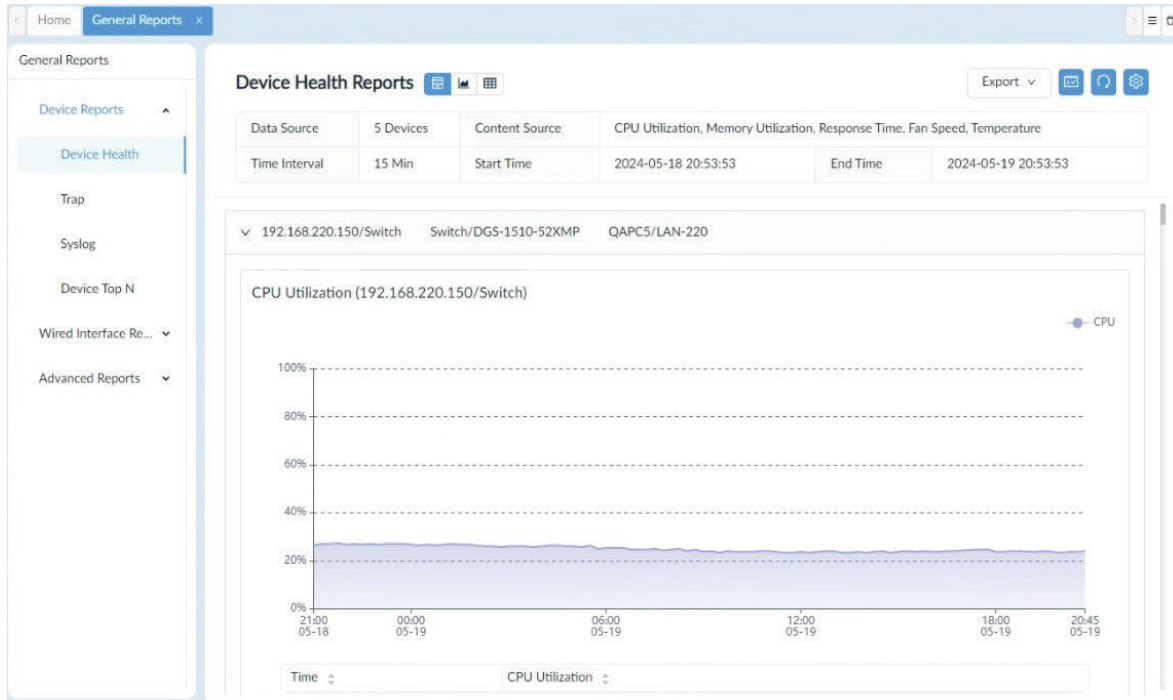 Home General Reports ×
General Reports
Device Reports
Device Health
Trap
Syslog
Device Top N
Wired Interface Re...
Advanced Reports
Device Health Reports
Export
Data Source 5 Devices Content Source CPU Utilization, Memory Utilization, Response Time, Fan Speed, Temperature
Time Interval 15 Min Start Time 2024-05-18 20:53:53 End Time 2024-05-19 20:53:53
192.168.220.150/Switch Switch/DGS-1510-52XMP QAPC5/LAN-220
CPU Utilization (192.168.220.150/Switch)
CPU
100%
80%
60%
40%
20%
0%
21:00 00:00 06:00 12:00 18:00 20:45
05-18 05-19 05-19 05-19 05-19 05-19
Time CPU Utilization